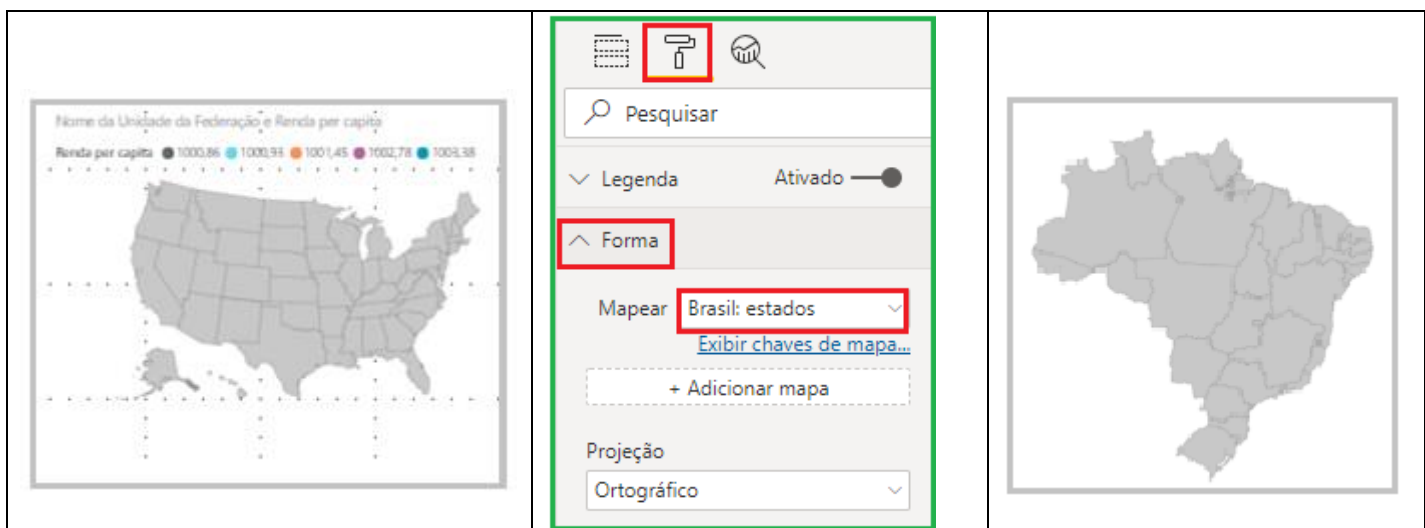 Nome da Unidade da Federação e Renda per capita
Renda per capita 1000,86 1000,93 1001,45 1002,78 1003,38
Pesquisar
Legenda Ativado
Forma
Mapear Brasil: estados
Exibir chaves de mapa...
+ Adicionar mapa
Projeção
Ortográfico